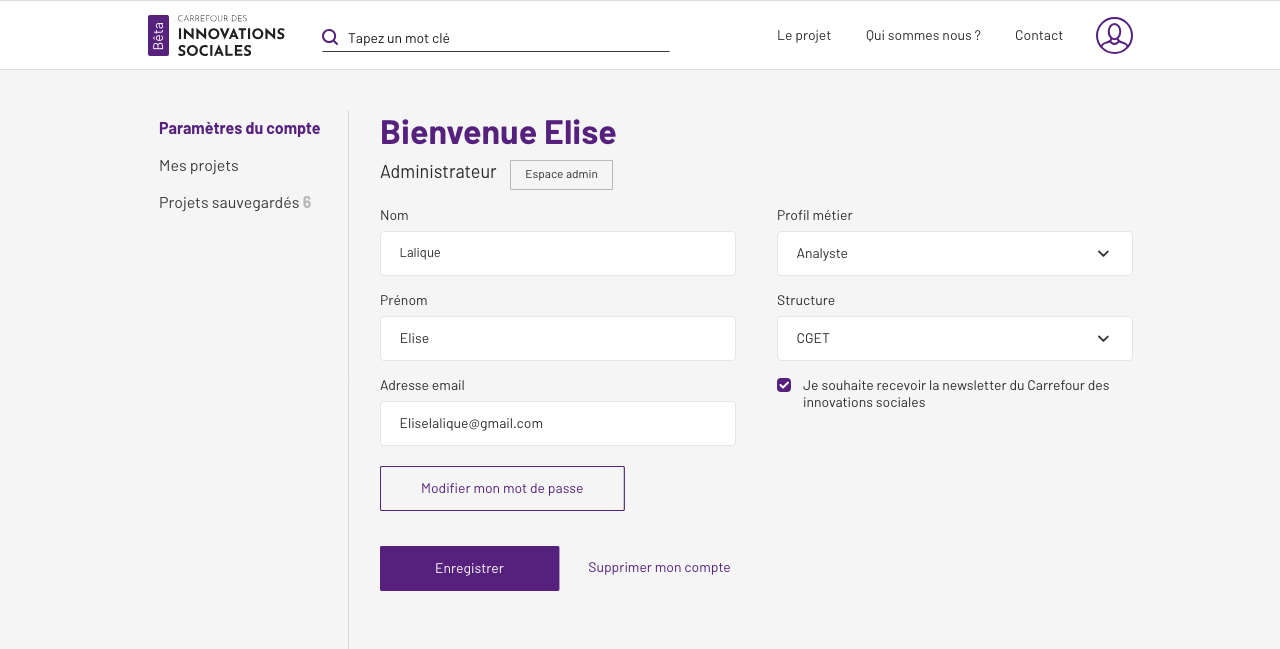 Bêta
CARREFOUR DES
INNOVATIONS
SOCIALES
Tapez un mot clé
Le projet
Qui sommes nous ?
Contact
Paramètres du compte
Mes projets
Projets sauvegardés 6
Bienvenue Elise
Administrateur
Espace admin
Nom
Lalique
Prénom
Elise
Adresse email
Eliselalique@gmail.com
Modifier mon mot de passe
Profil métier
Analyste
Structure
CGET
Je souhaite recevoir la newsletter du Carrefour des
innovations sociales
Enregistrer
Supprimer mon compte